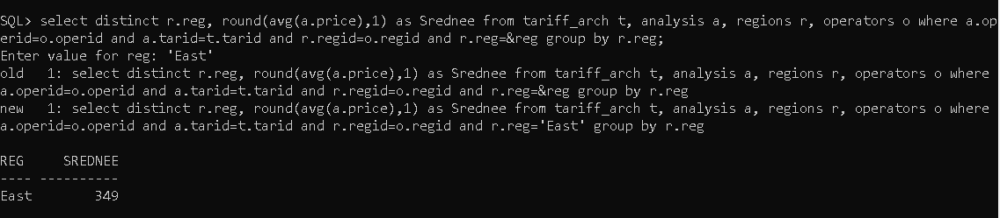 SQL> select distinct r.reg, round(avg(a.price),1) as Srednee from tariff_arch t, analysis a, regions r, operators o where a.op
erid=o.operid and a.tarid=t.tarid and r.regid=o.regid and r.reg=&reg group by r.reg;
Enter value for reg: 'East'
old   1: select distinct r.reg, round(avg(a.price),1) as Srednee from tariff_arch t, analysis a, regions r, operators o where
a.operid=o.operid and a.tarid=t.tarid and r.regid=o.regid and r.reg=&reg group by r.reg
new   1: select distinct r.reg, round(avg(a.price),1) as Srednee from tariff_arch t, analysis a, regions r, operators o where
a.operid=o.operid and a.tarid=t.tarid and r.regid=o.regid and r.reg='East' group by r.reg
REG     SREDNEE
---- ----------
East        349